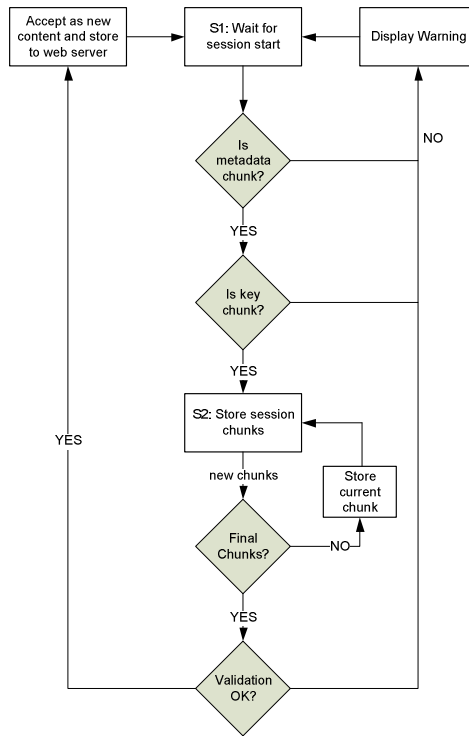 Accept as new
content and store
to web server
S1: Wait for
session start
Display Warning
NO
Is
metadata
chunk?
YES
Is key
chunk?
YES
S2: Store session
chunks
YES
new chunks
Store
current
chunk
Final
Chunks?
NO
YES
Validation
OK?